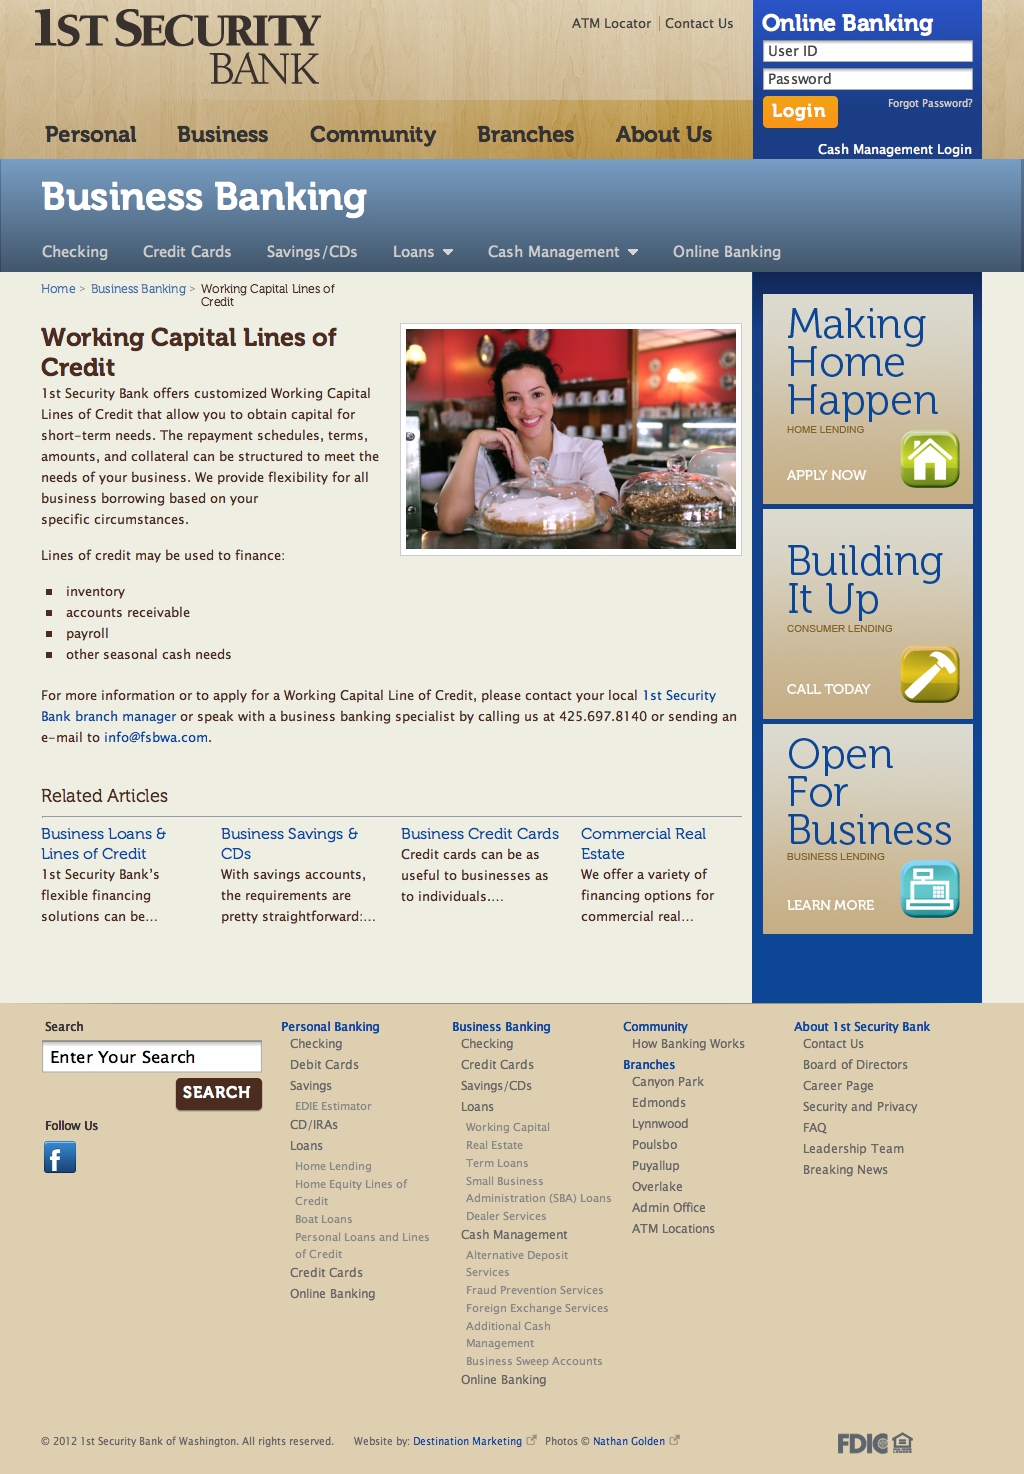 1ST SECURITY
BANK
ATM Locator
Contact Us
Online Banking
User ID
Password
Login
Forgot Password?
Cash Management Login
Personal
Business
Community
Branches
About Us
Business Banking
Checking
Credit Cards
Savings/CDs
Loans
Cash Management
Online Banking
Home > Business Banking > Working Capital Lines of
Credit
Working Capital Lines of
Credit
1st Security Bank offers customized Working Capital
Lines of Credit that allow you to obtain capital for
short-term needs. The repayment schedules, terms,
amounts, and collateral can be structured to meet the
needs of your business. We provide flexibility for all
business borrowing based on your
specific circumstances.
Lines of credit may be used to finance:
inventory
accounts receivable
payroll
other seasonal cash needs
For more information or to apply for a Working Capital Line of Credit, please contact your local 1st Security
Bank branch manager or speak with a business banking specialist by calling us at 425.697.8140 or sending an
e-mail to info@fsbwa.com.
Related Articles
Business Loans &
Lines of Credit
1st Security Bank's
flexible financing
solutions can be...
Business Savings &
CDs
With savings accounts,
the requirements are
pretty straightforward:...
Business Credit Cards
Credit cards can be as
useful to businesses as
to individuals....
Commercial Real
Estate
We offer a variety of
financing options for
commercial real...
Making
Home
Happen
HOME LENDING
APPLY NOW
Building
It Up
CONSUMER LENDING
CALL TODAY
Open
For
Business
BUSINESS LENDING
LEARN MORE
Search
Enter Your Search
SEARCH
Follow Us
f
Personal Banking
Checking
Debit Cards
Savings
EDIE Estimator
CD/IRAs
Loans
Home Lending
Home Equity Lines of
Credit
Boat Loans
Personal Loans and Lines
of Credit
Credit Cards
Online Banking
Business Banking
Checking
Credit Cards
Savings/CDs
Loans
Working Capital
Real Estate
Term Loans
Small Business
Administration (SBA) Loans
Dealer Services
Cash Management
Alternative Deposit
Services
Fraud Prevention Services
Foreign Exchange Services
Additional Cash
Management
Business Sweep Accounts
Online Banking
Community
How Banking Works
Branches
Canyon Park
Edmonds
Lynnwood
Poulsbo
Puyallup
Overlake
Admin Office
ATM Locations
About 1st Security Bank
Contact Us
Board of Directors
Career Page
Security and Privacy
FAQ
Leadership Team
Breaking News
© 2012 1st Security Bank of Washington. All rights reserved.
Website by: Destination Marketing
Photos © Nathan Golden
FDIC